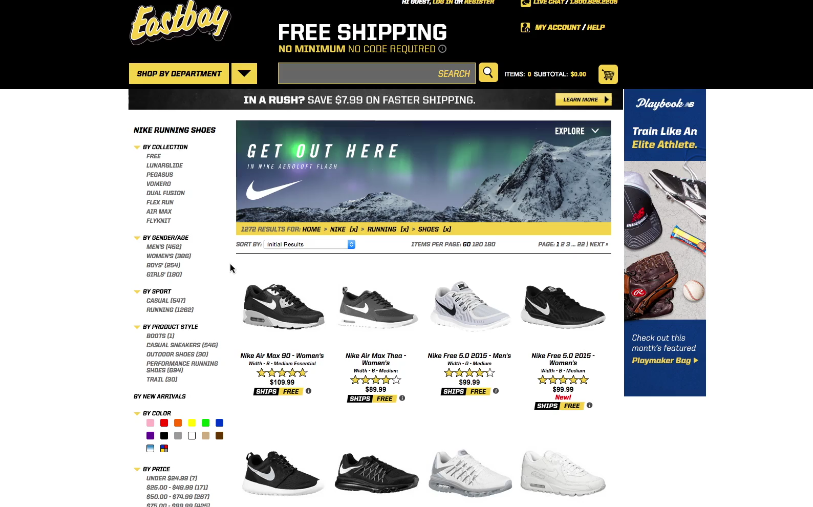 HI GUEST, LOG IN OR REGISTER
LIVE CHAT / 1.800.826.2205
Eastbay
FREE SHIPPING
NO MINIMUM NO CODE REQUIRED
MY ACCOUNT / HELP
SHOP BY DEPARTMENT
SEARCH
ITEMS: 0 SUBTOTAL: $0.00
IN A RUSH? SAVE $7.99 ON FASTER SHIPPING.
LEARN MORE
Playbook
Train Like An
Elite Athlete.
NIKE RUNNING SHOES
BY COLLECTION
FREE
LUNARGLIDE
PEGASUS
VOMERO
DUAL FUSION
FLEX RUN
AIR MAX
FLYKNIT
BY GENDER/AGE
MEN'S (452)
WOMEN'S (386)
BOYS' (254)
GIRLS' (180)
BY SPORT
CASUAL (547)
RUNNING (1262)
BY PRODUCT STYLE
BOOTS (1)
CASUAL SNEAKERS (546)
OUTDOOR SHOES (30)
PERFORMANCE RUNNING
SHOES (694)
TRAIL (30)
BY NEW ARRIVALS
BY COLOR
BY PRICE
UNDER $24.99 (7)
$25.00 - $49.99 (171)
$50.00 - $74.99 (287)
$75.00 - $99.99 (425)
EXPLORE
GET OUT HERE
IN NIKE AEROLOFT FLASH
1272 RESULTS FOR: HOME > NIKE [x] > RUNNING [x] > SHOES [x]
SORT BY: Initial Results
ITEMS PER PAGE: 60 120 180
PAGE: 1 2 3 ... 22 | NEXT >
Nike Air Max 90 - Women's
Width - B - Medium Essential
$109.99
SHIPS FREE
Nike Air Max Thea -
Women's
Width - B - Medium
$89.99
SHIPS FREE
Nike Free 5.0 2015 - Men's
Width - D - Medium
$99.99
SHIPS FREE
Nike Free 5.0 2015 -
Women's
Width - B - Medium
$99.99
New!
SHIPS FREE
Check out this
month's featured
Playmaker Bag